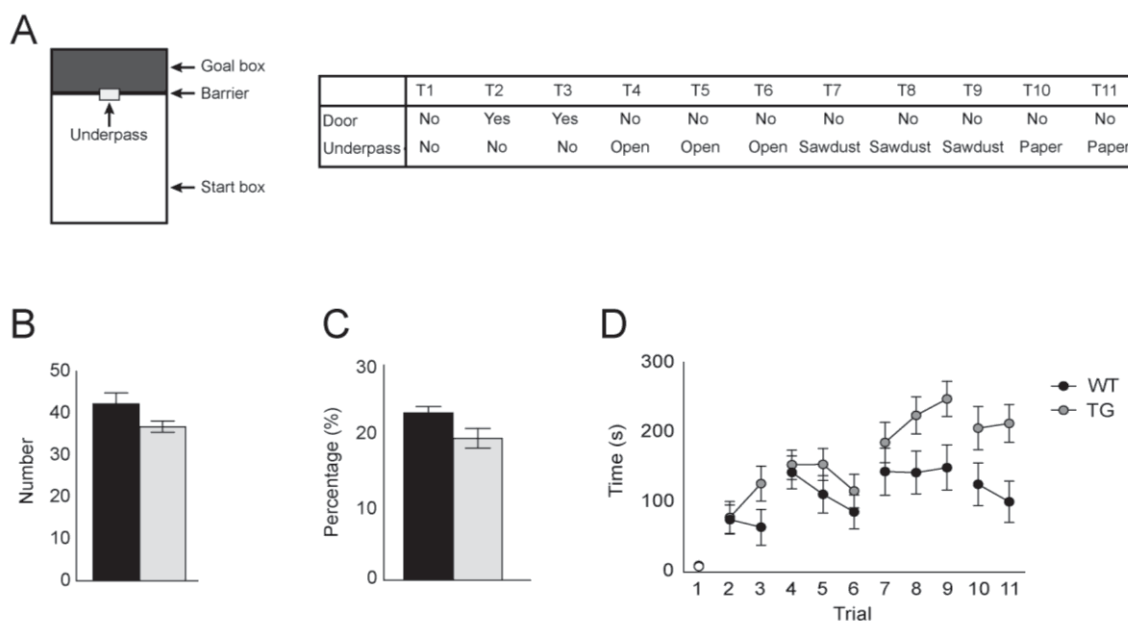 A
Goal box
Barrier
Underpass
Start box
T1 T2 T3 T4 T5 T6 T7 T8 T9 T10 T11
Door No Yes Yes No No No No No No No No
Underpass No No No Open Open Open Sawdust Sawdust Sawdust Paper Paper
B
50
40
30
20
10
0
Number
C
30
20
10
0
Percentage (%)
D
300
200
100
0
Time (s)
1 2 3 4 5 6 7 8 9 10 11
Trial
WT
TG